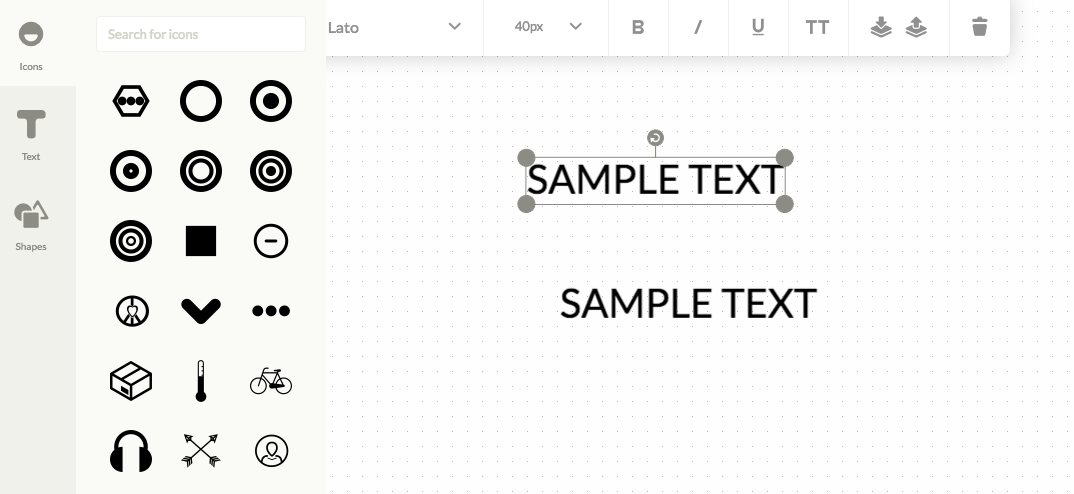 Icons
Text
Shapes
Search for icons
Lato
40px
B
I
U
TT
SAMPLE TEXT
SAMPLE TEXT